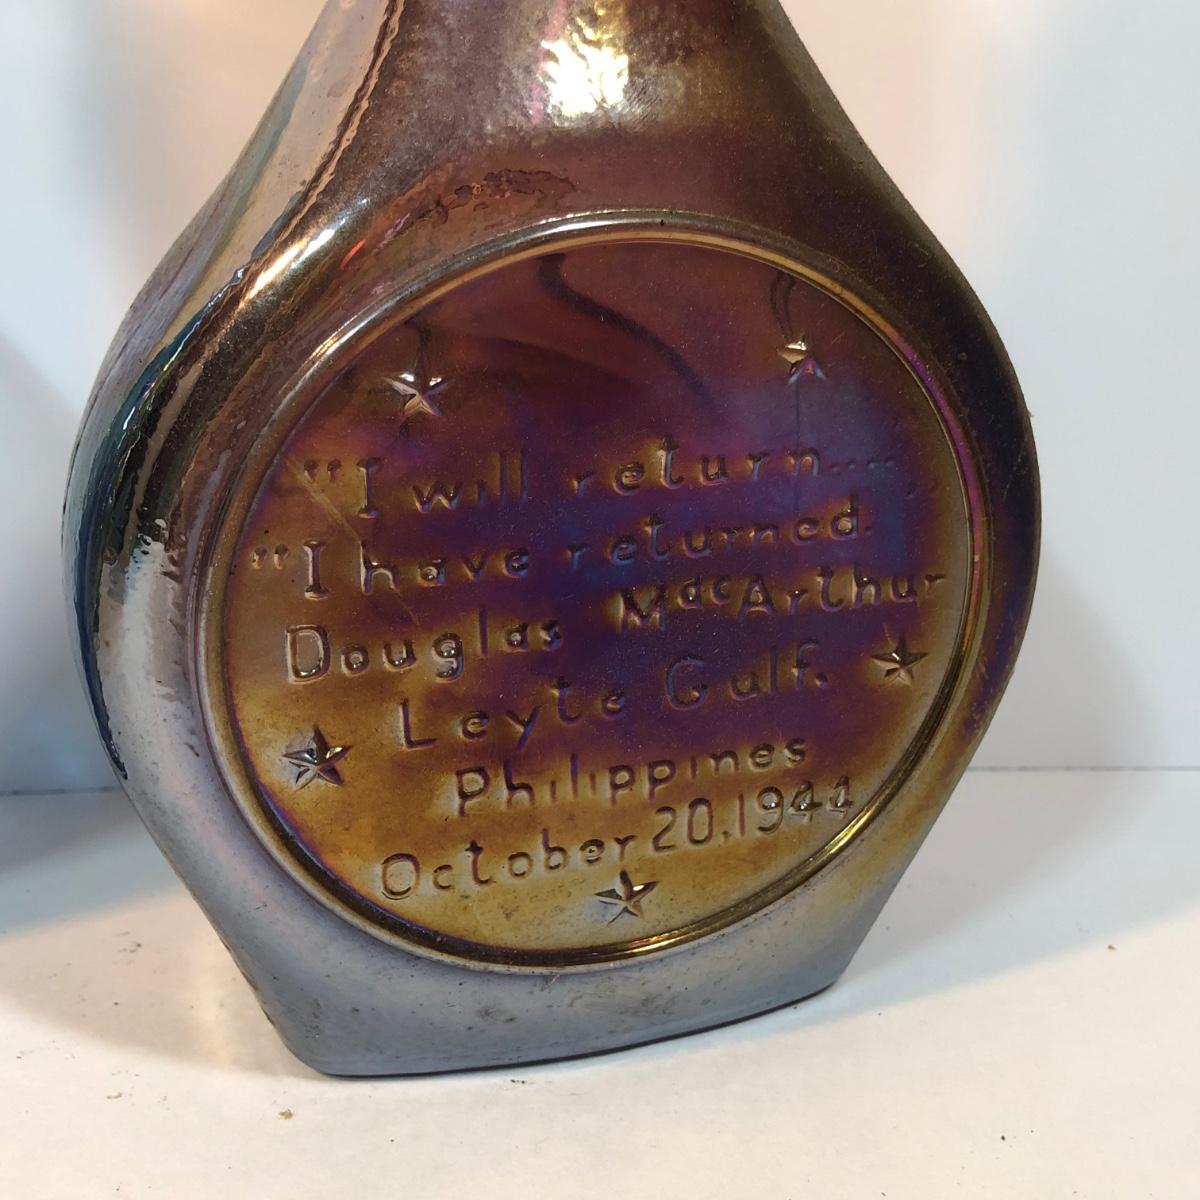 "I will return....
"I have returned."
Douglas MacArthur
Leyte Gulf.
Philippines
October 20, 1944